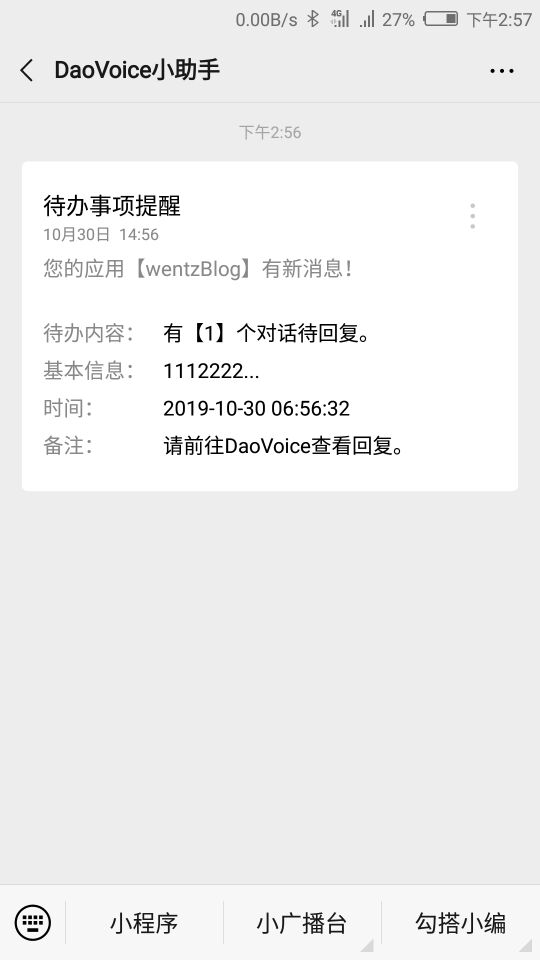 0.00B/s 4G 27% 下午2:57
DaoVoice小助手
下午2:56
待办事项提醒
10月30日 14:56
您的应用【wentzBlog】有新消息！
待办内容： 有【1】个对话待回复。
基本信息： 1112222...
时间： 2019-10-30 06:56:32
备注： 请前往DaoVoice查看回复。
小程序 小广播台 勾搭小编